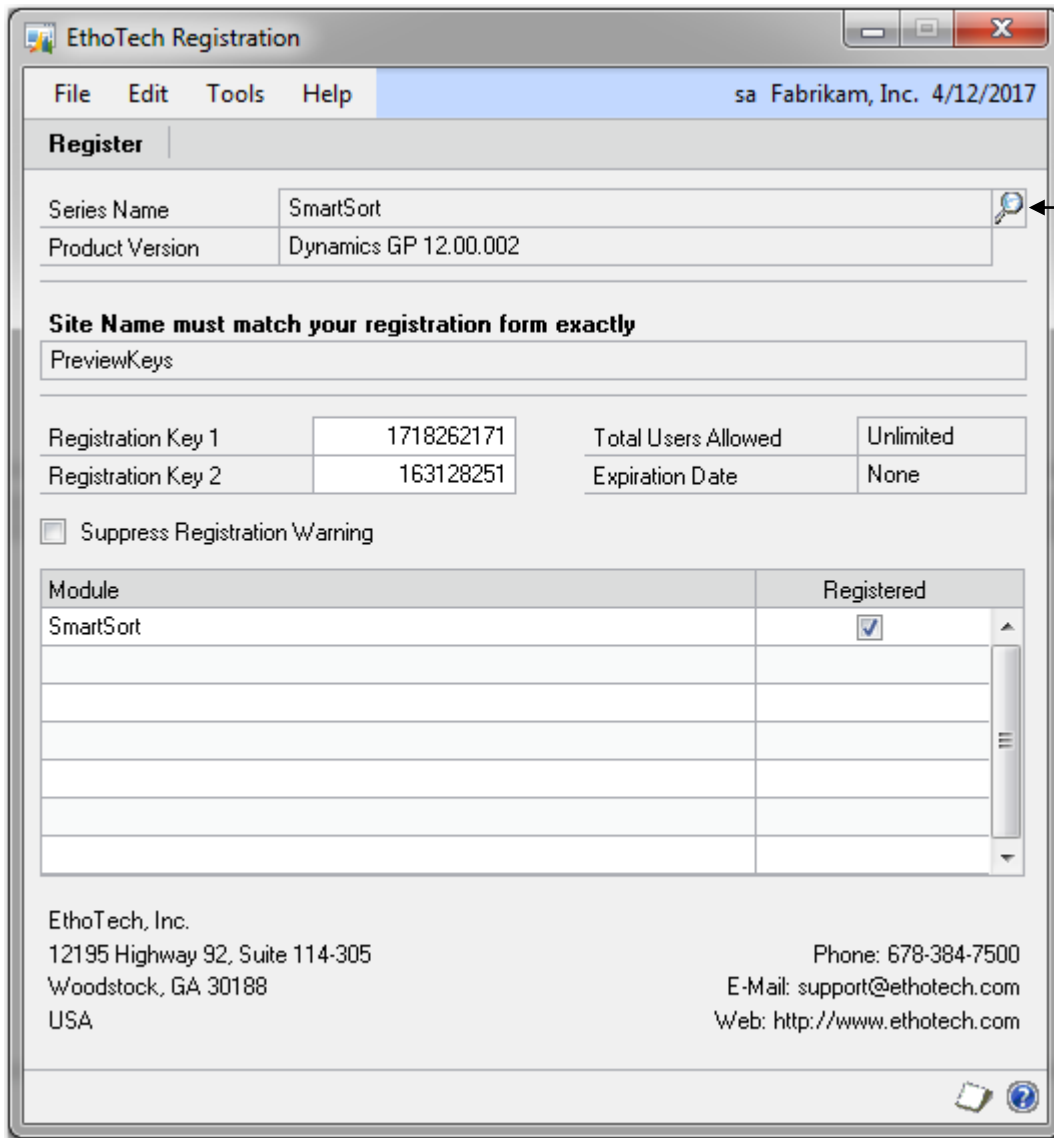 EthoTech Registration
File Edit Tools Help sa Fabrikam, Inc. 4/12/2017
Register
Series Name SmartSort
Product Version Dynamics GP 12.00.002
Site Name must match your registration form exactly
PreviewKeys
Registration Key 1 1718262171 Total Users Allowed Unlimited
Registration Key 2 163128251 Expiration Date None
Suppress Registration Warning
Module Registered
SmartSort
EthoTech, Inc.
12195 Highway 92, Suite 114-305 Phone: 678-384-7500
Woodstock, GA 30188 E-Mail: support@ethotech.com
USA Web: http://www.ethotech.com